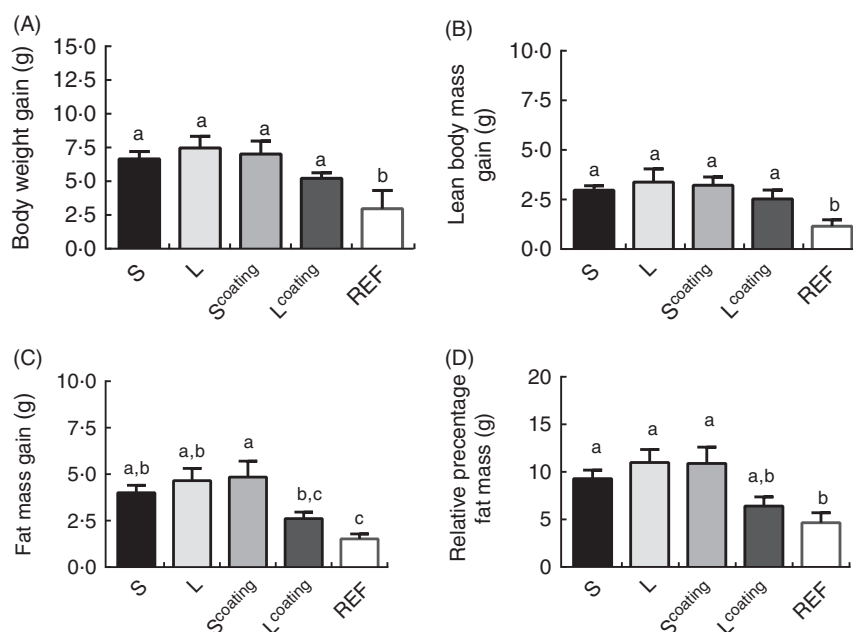 (A)
Body weight gain (g)
15·0
12·5
10·0
7·5
5·0
2·5
0·0
a
a
a
a
b
S
L
Scoating
Lcoating
REF
(B)
Lean body mass
gain (g)
10·0
7·5
5·0
2·5
0·0
a
a
a
a
b
S
L
Scoating
Lcoating
REF
(C)
Fat mass gain (g)
10·0
7·5
5·0
2·5
0·0
a,b
a,b
a
b,c
c
S
L
Scoating
Lcoating
REF
(D)
Relative precentage
fat mass (g)
20
15
10
5
0
a
a
a
a,b
b
S
L
Scoating
Lcoating
REF